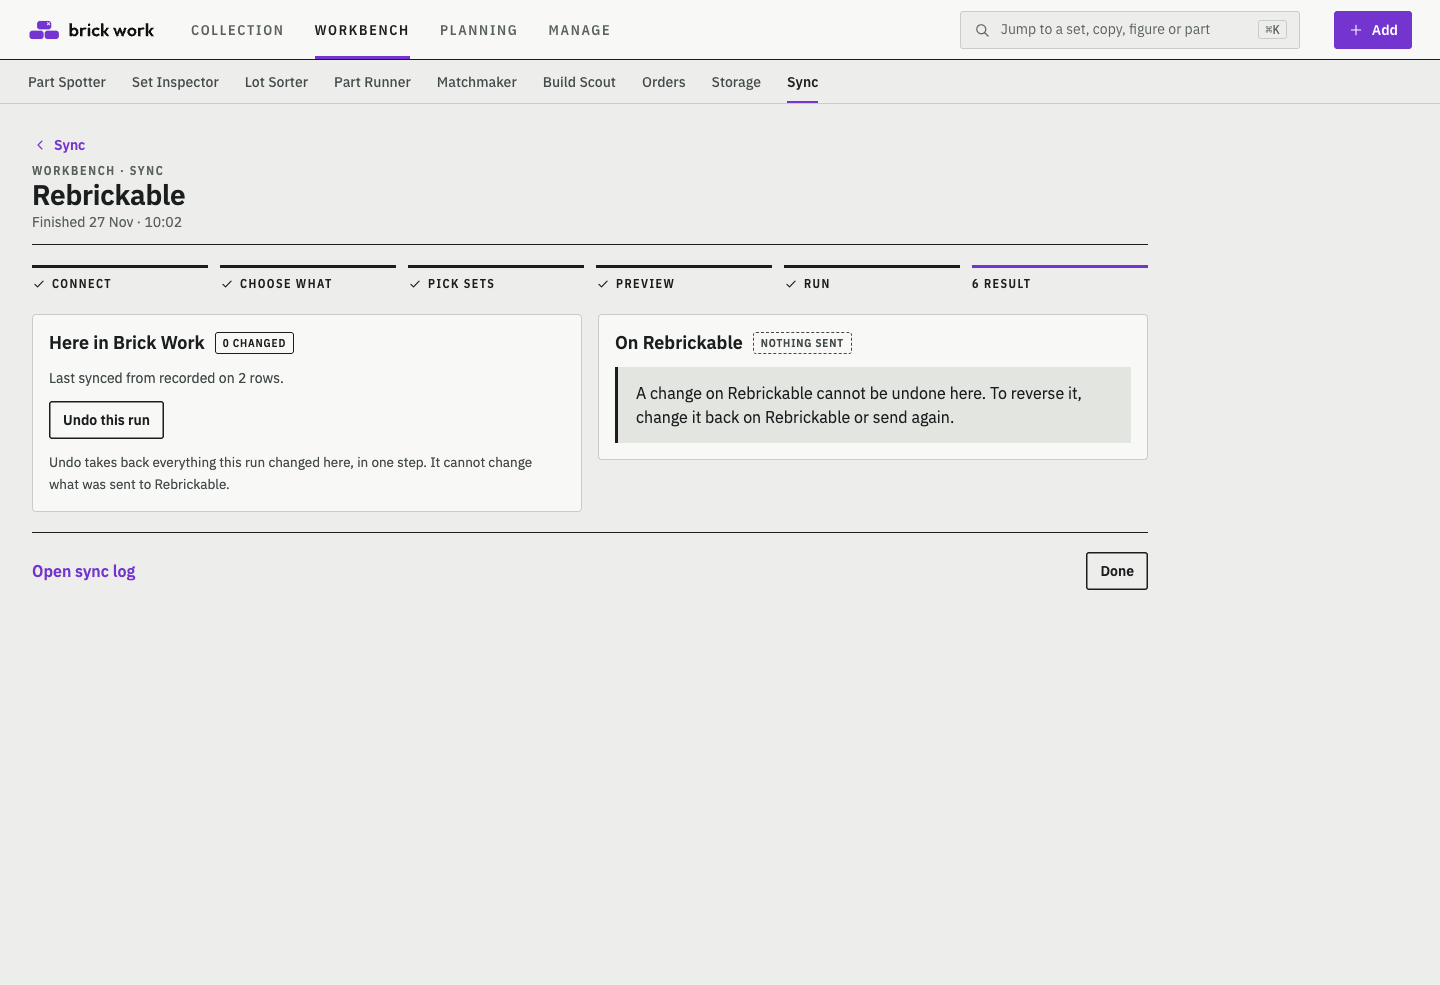 brick work
COLLECTION
WORKBENCH
PLANNING
MANAGE
Jump to a set, copy, figure or part
⌘K
Add
Part Spotter
Set Inspector
Lot Sorter
Part Runner
Matchmaker
Build Scout
Orders
Storage
Sync
Sync
WORKBENCH · SYNC
Rebrickable
Finished 27 Nov · 10:02
CONNECT
CHOOSE WHAT
PICK SETS
PREVIEW
RUN
6 RESULT
Here in Brick Work
0 CHANGED
Last synced from recorded on 2 rows.
Undo this run
Undo takes back everything this run changed here, in one step. It cannot change
what was sent to Rebrickable.
On Rebrickable
NOTHING SENT
A change on Rebrickable cannot be undone here. To reverse it,
change it back on Rebrickable or send again.
Open sync log
Done